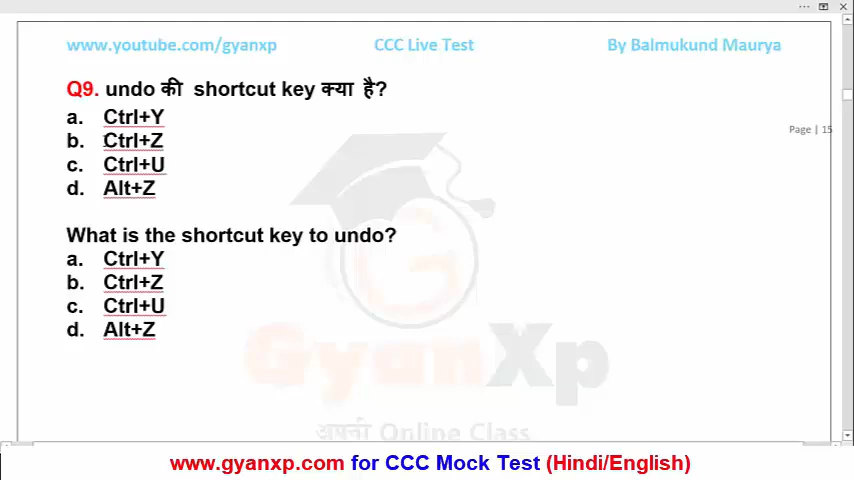 www.youtube.com/gyanxp CCC Live Test By Balmukund Maurya
Q9. undo की shortcut key क्या है?
a. Ctrl+Y
Page | 15
b. Ctrl+Z
c. Ctrl+U
d. Alt+Z
What is the shortcut key to undo?
a. Ctrl+Y
b. Ctrl+Z
c. Ctrl+U
d. Alt+Z
GyanXp
अपनी Online Class
www.gyanxp.com for CCC Mock Test (Hindi/English)